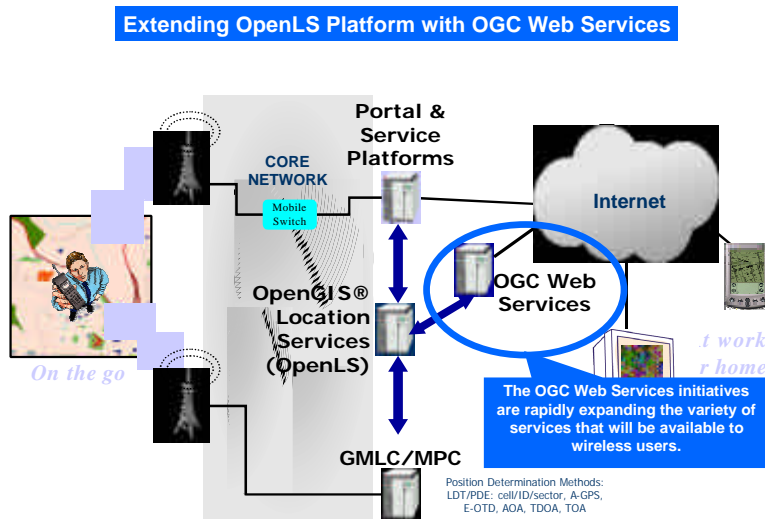 Extending OpenLS Platform with OGC Web Services
Portal &
Service
Platforms
CORE
NETWORK
Mobile
Switch
Internet
OGC Web
Services
OpenGIS®
Location
Services
(OpenLS)
On the go
t work
r home
The OGC Web Services initiatives
are rapidly expanding the variety of
services that will be available to
wireless users.
GMLC/MPC
Position Determination Methods:
LDT/PDE: cell/ID/sector, A-GPS,
E-OTD, AOA, TDOA, TOA